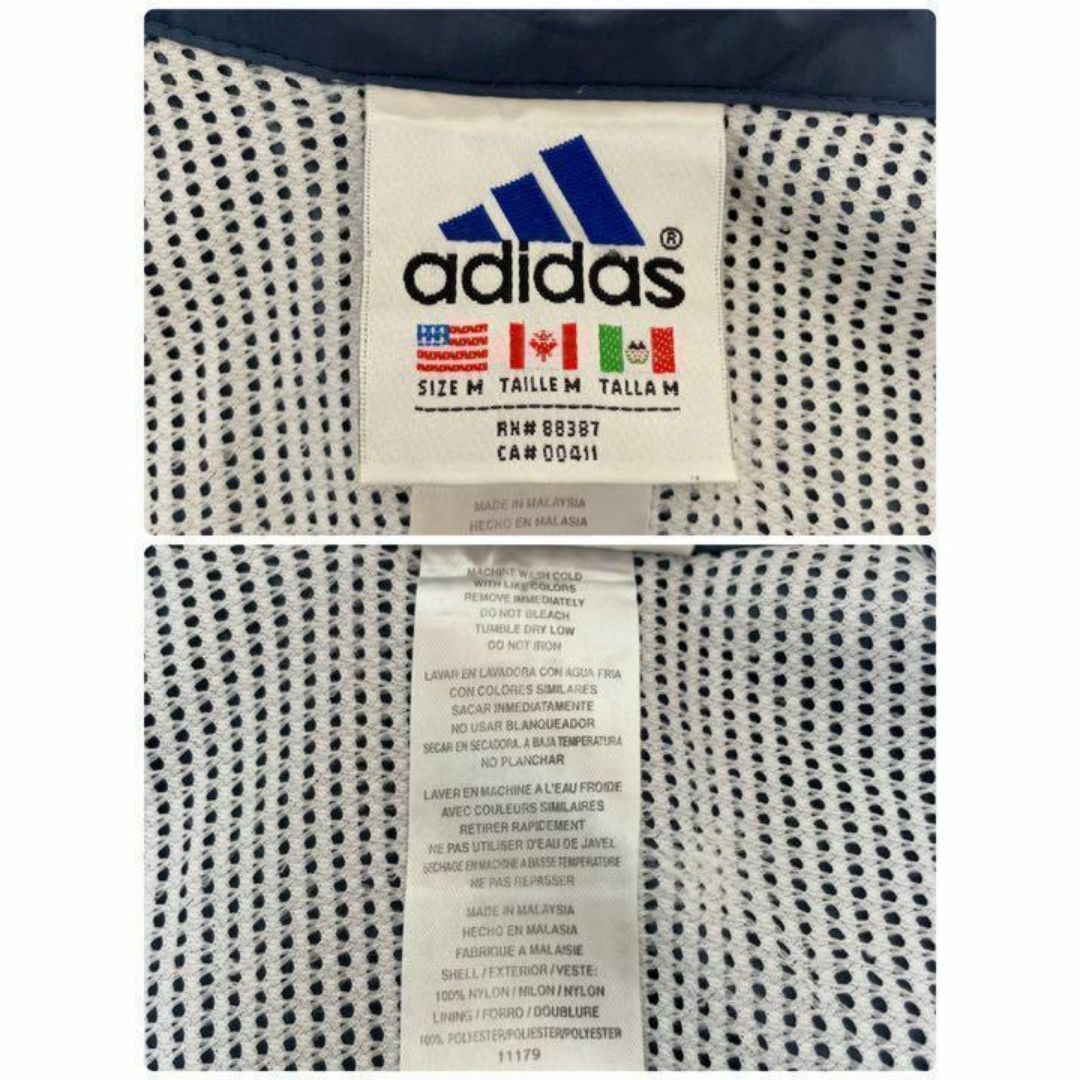 adidas®
SIZE M TAILLE M TALLA M
RN# 88387
CA# 00411
MADE IN MALAYSIA
HECHO EN MALASIA
MACHINE WASH COLD
WITH LIKE COLORS
REMOVE IMMEDIATELY
DO NOT BLEACH
TUMBLE DRY LOW
DO NOT IRON
LAVAR EN LAVADORA CON AGUA FRIA
CON COLORES SIMILARES
SACAR INMEDIATAMENTE
NO USAR BLANQUEADOR
SECAR EN SECADORA, A BAJA TEMPERATURA
NO PLANCHAR
LAVER EN MACHINE A L'EAU FROIDE
AVEC COULEURS SIMILAIRES
RETIRER RAPIDEMENT
NE PAS UTILISER D'EAU DE JAVEL
SECHAGE EN MACHINE A BASSE TEMPERATURE
NE PAS REPASSER
MADE IN MALAYSIA
HECHO EN MALASIA
FABRIQUE A MALAISIE
SHELL / EXTERIOR / VESTE:
100% NYLON / NILON / NYLON
LINING / FORRO / DOUBLURE
100% POLYESTER/POLIESTER/POLYESTER
11179